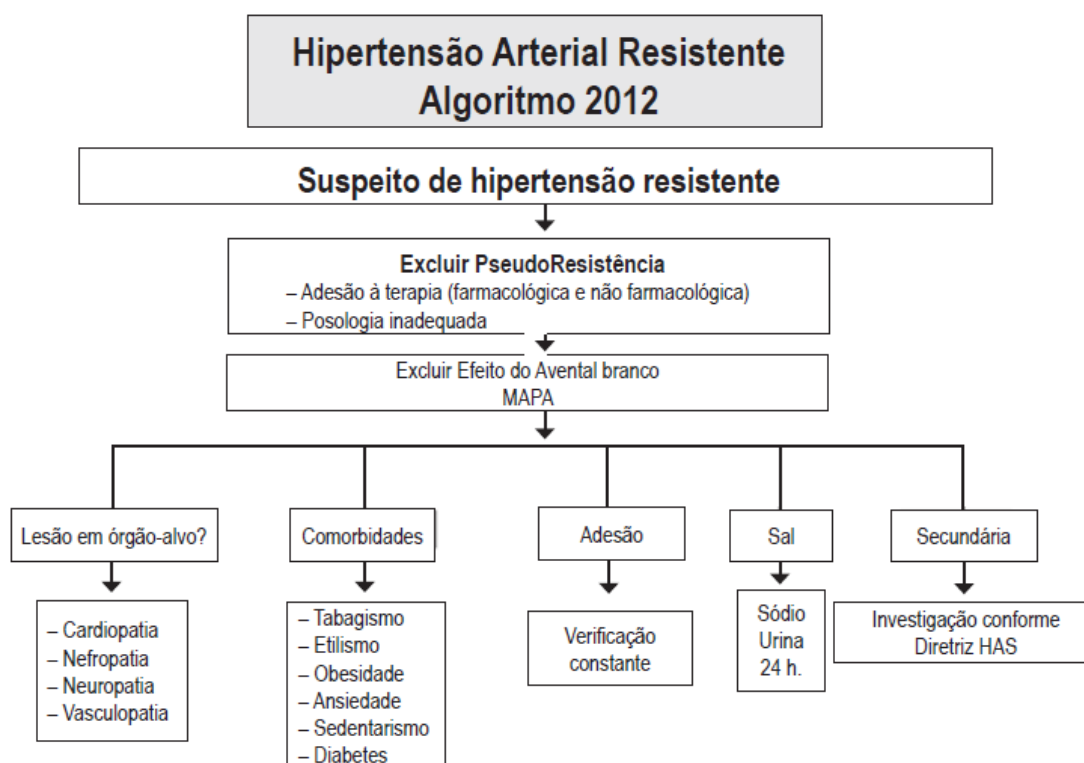 Hipertensão Arterial Resistente
Algoritmo 2012
Suspeito de hipertensão resistente
Excluir PseudoResistência
– Adesão à terapia (farmacológica e não farmacológica)
– Posologia inadequada
Excluir Efeito do Avental branco
MAPA
Lesão em órgão-alvo?
– Cardiopatia
– Nefropatia
– Neuropatia
– Vasculopatia
Comorbidades
– Tabagismo
– Etilismo
– Obesidade
– Ansiedade
– Sedentarismo
– Diabetes
Adesão
Verificação
constante
Sal
Sódio
Urina
24 h.
Secundária
Investigação conforme
Diretriz HAS